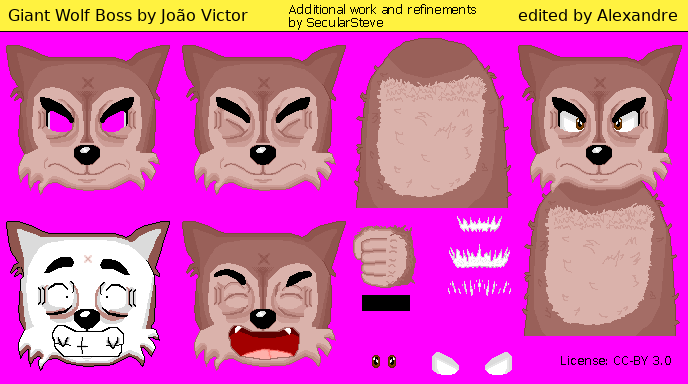 Giant Wolf Boss by João Victor
Additional work and refinements
by SecularSteve
edited by Alexandre
License: CC-BY 3.0